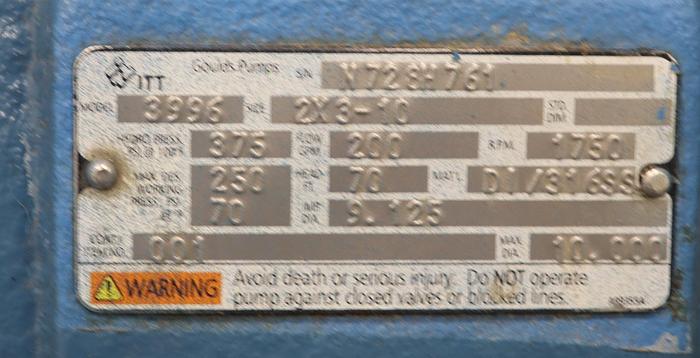 ITT Goulds Pumps S/N N728H761
MODEL 3996 SIZE 2X3-10 STD. DIM.
HYDRO PRESS. PSI @ 100°F 375 FLOW GPM 200 R.P.M. 1750
MAX. DES. WORKING PRESS. PSI 250 HEAD FT. 70 MAT'L. DI/316SS
@ °F 70 IMP. DIA. 9.125
CONT./ ITEM NO. 001 MAX. DIA. 10.000
WARNING Avoid death or serious injury. Do NOT operate
pump against closed valves or blocked lines.